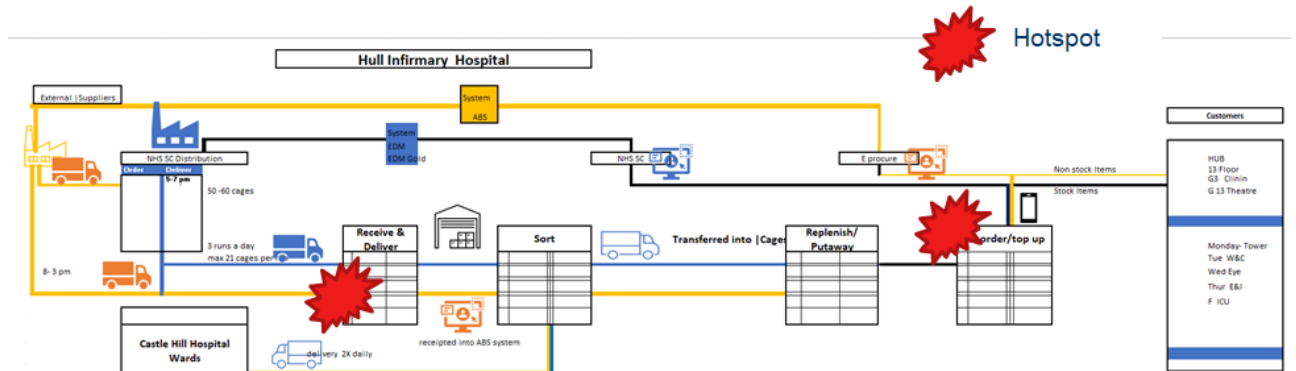 Hotspot
Hull Infirmary Hospital
External |Suppliers
System
ABS
Customers
System
EDM
EDM Gold
NHS SC Distribution
NHS SC
E procure
Order Deliver
5-7 pm
50 -60 cages
Non stock Items
Stock Items
HUB
13 Floor
G3 Clinin
G 13 Theatre
3 runs a day
max 21 cages per
Receive &
Deliver
Sort
Transferred into |Cages
Replenish/
Putaway
order/top up
8- 3 pm
Monday- Tower
Tue W&C
Wed Eye
Thur E&I
F ICU
receipted into ABS system
Castle Hill Hospital
Wards
delivery 2X daily